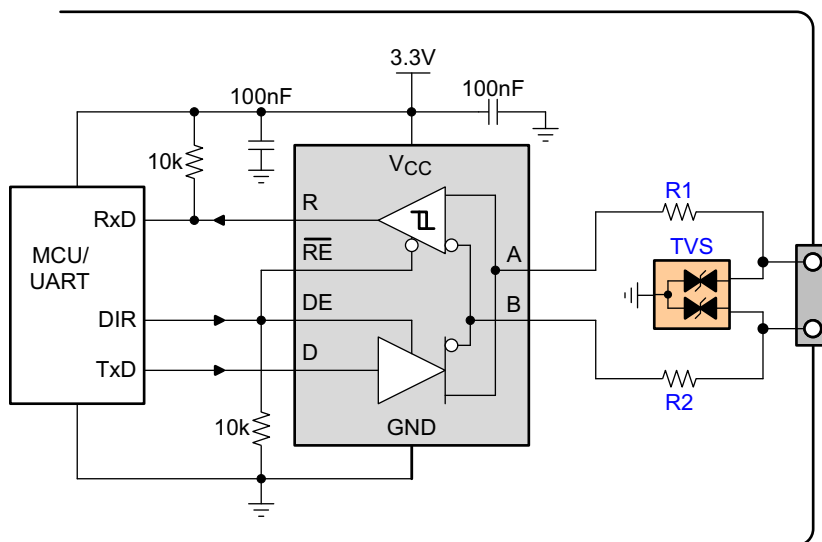 3.3V
100nF
100nF
10k
VCC
R1
RxD
R
RE
TVS
MCU/
UART
A
B
DIR
DE
TxD
D
R2
10k
GND